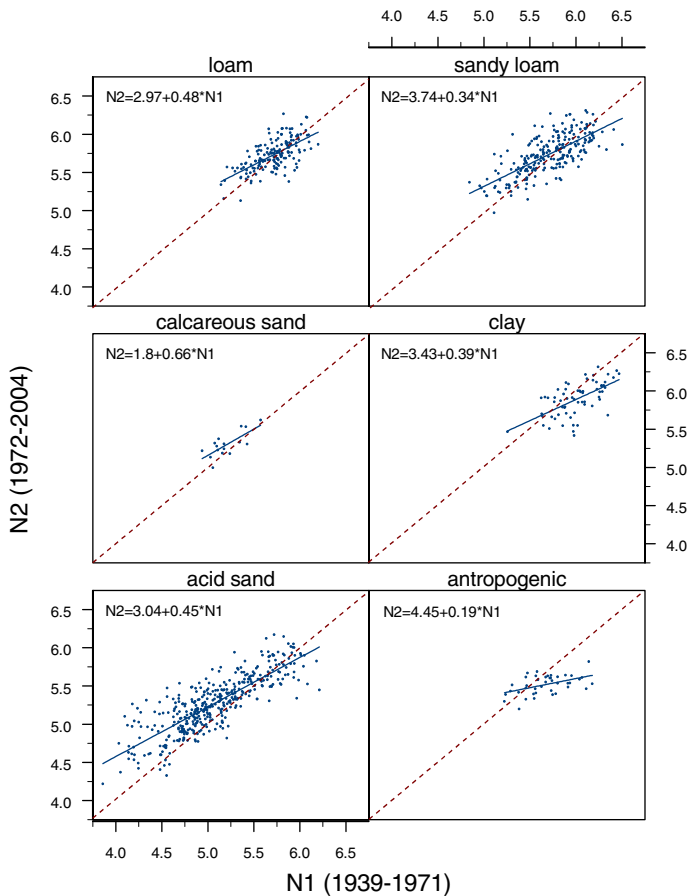 4.0 4.5 5.0 5.5 6.0 6.5
loam sandy loam
N2=2.97+0.48*N1 N2=3.74+0.34*N1
6.5
6.0
5.5
5.0
4.5
4.0
calcareous sand clay
N2=1.8+0.66*N1 N2=3.43+0.39*N1
6.5
6.0
5.5
5.0
4.5
4.0
N2 (1972-2004)
acid sand antropogenic
N2=3.04+0.45*N1 N2=4.45+0.19*N1
6.5
6.0
5.5
5.0
4.5
4.0
4.0 4.5 5.0 5.5 6.0 6.5
N1 (1939-1971)